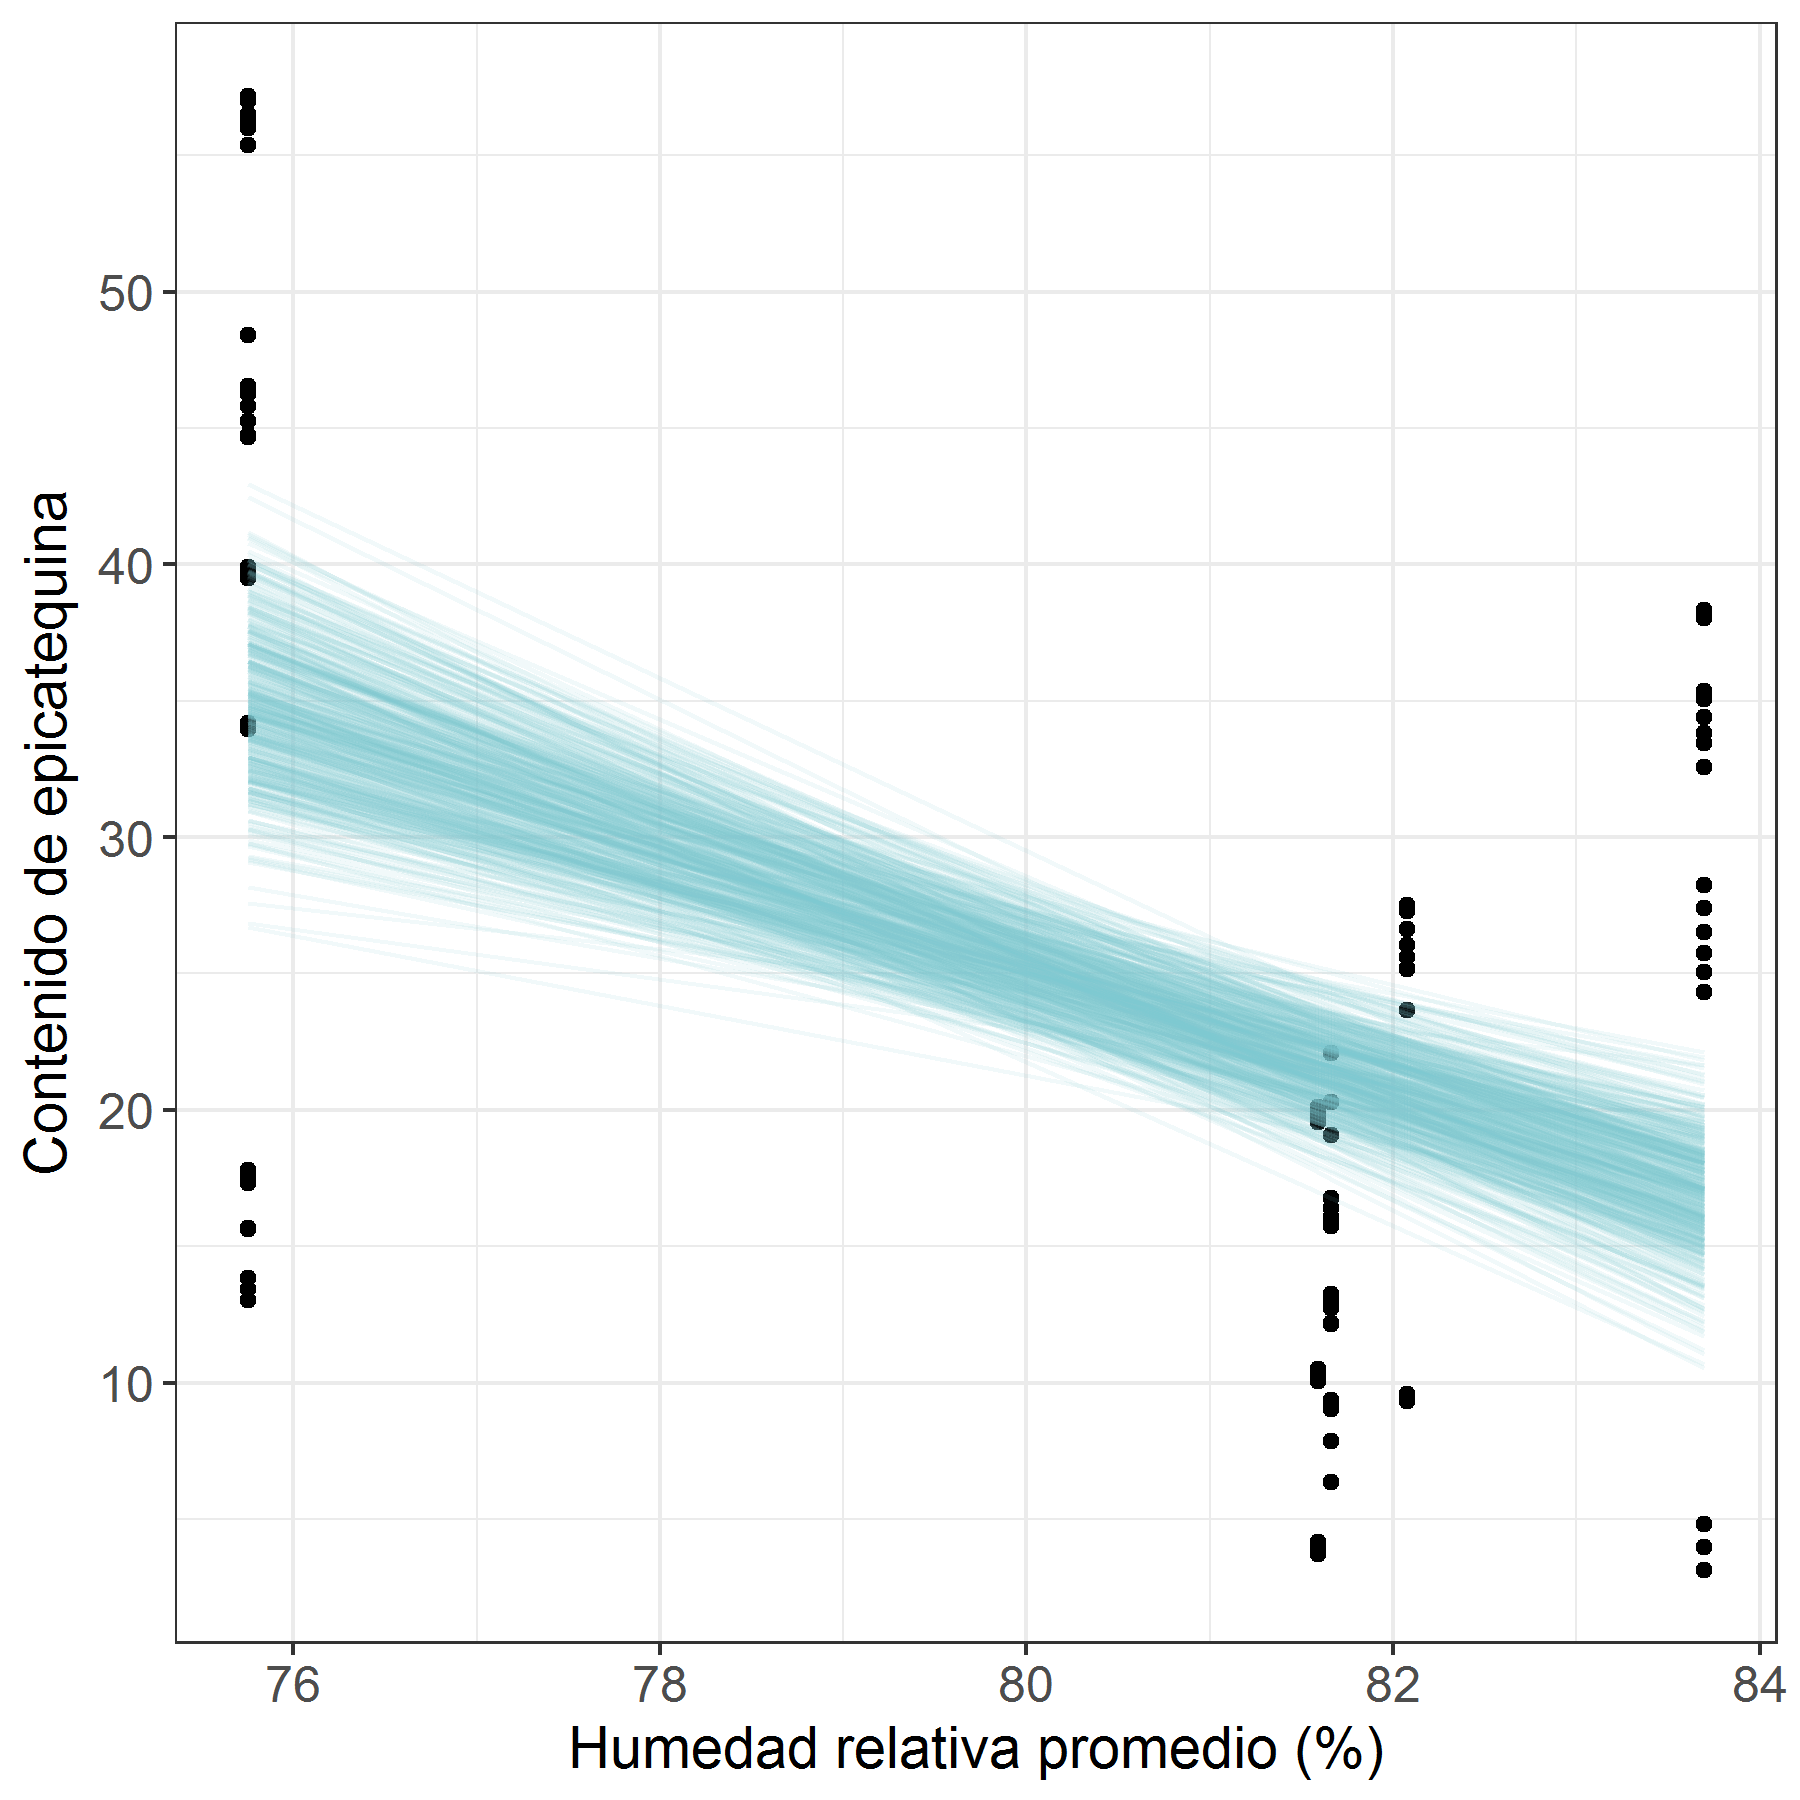 Contenido de epicatequina
50
40
30
20
10
76 78 80 82 84
Humedad relativa promedio (%)